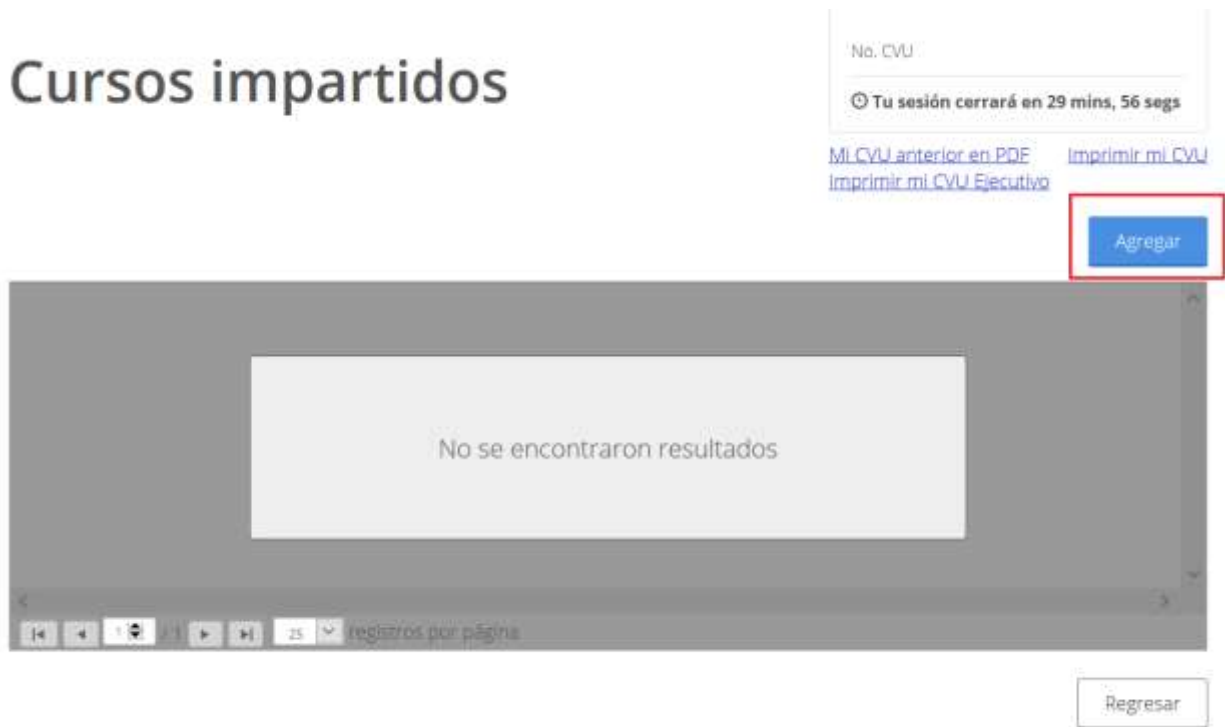 No. CVU
Cursos impartidos
Tu sesión cerrará en 29 mins, 56 segs
Mi CVU anterior en PDF Imprimir mi CVU
Imprimir mi CVU Ejecutivo
Agregar
No se encontraron resultados
1 / 1 25 registros por página
Regresar